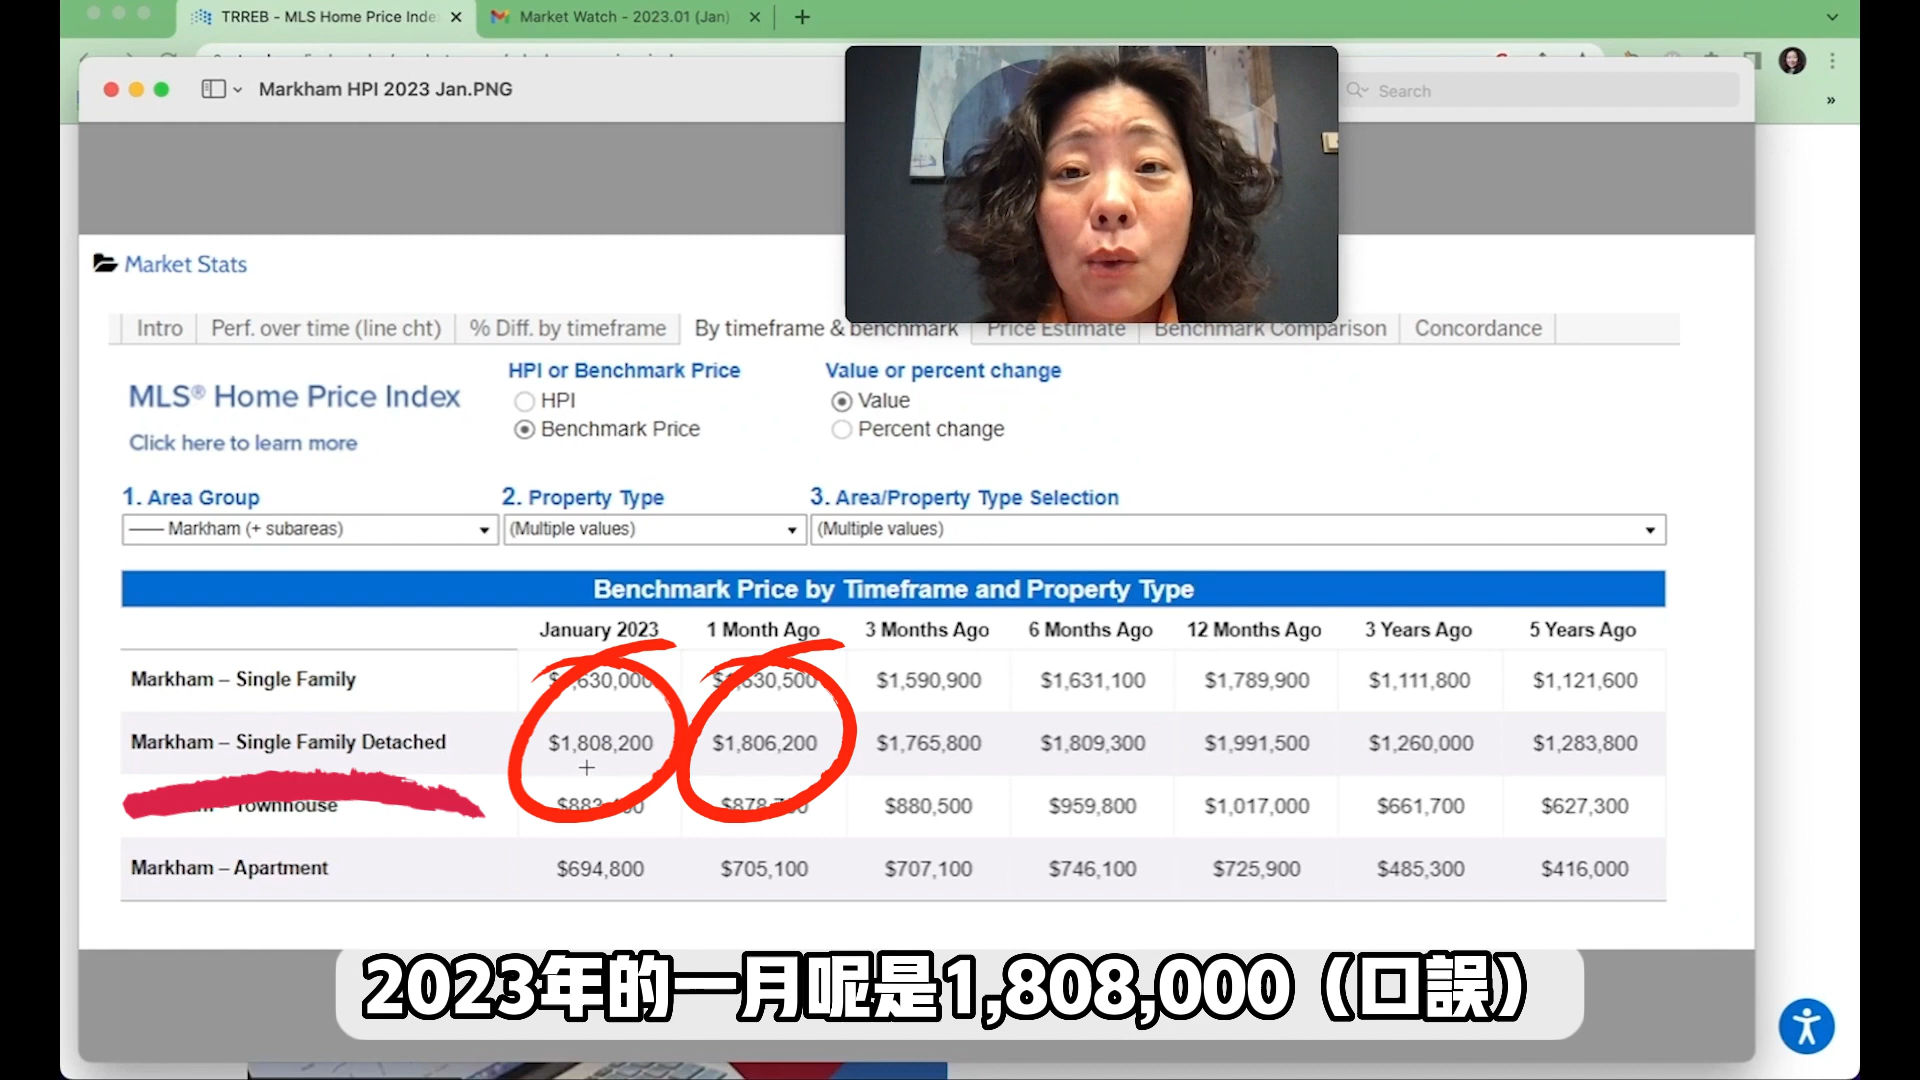 TRREB - MLS Home Price Inde
Market Watch - 2023.01 (Jan)
Markham HPI 2023 Jan.PNG
Search
Market Stats
Intro
Perf. over time (line cht)
% Diff. by timeframe
By timeframe & benchmark
Price Estimate
Benchmark Comparison
Concordance
MLS® Home Price Index
Click here to learn more
HPI or Benchmark Price
HPI
Benchmark Price
Value or percent change
Value
Percent change
1. Area Group
2. Property Type
3. Area/Property Type Selection
Markham (+ subareas)
(Multiple values)
(Multiple values)
Benchmark Price by Timeframe and Property Type
January 2023 1 Month Ago 3 Months Ago 6 Months Ago 12 Months Ago 3 Years Ago 5 Years Ago
Markham – Single Family $1,630,000 $1,630,500 $1,590,900 $1,631,100 $1,789,900 $1,111,800 $1,121,600
Markham – Single Family Detached $1,808,200 $1,806,200 $1,765,800 $1,809,300 $1,991,500 $1,260,000 $1,283,800
Townhouse $880,500 $959,800 $1,017,000 $661,700 $627,300
Markham – Apartment $694,800 $705,100 $707,100 $746,100 $725,900 $485,300 $416,000
2023年的一月呢是1,808,000（口誤）